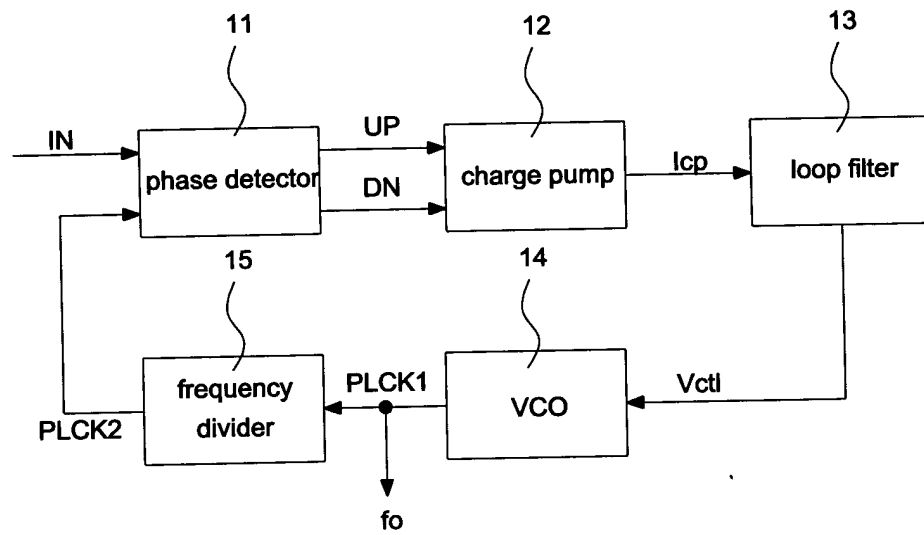 11
12
13
IN
UP
DN
phase detector
charge pump
Icp
loop filter
15
14
frequency
divider
PLCK1
VCO
Vctl
PLCK2
fo